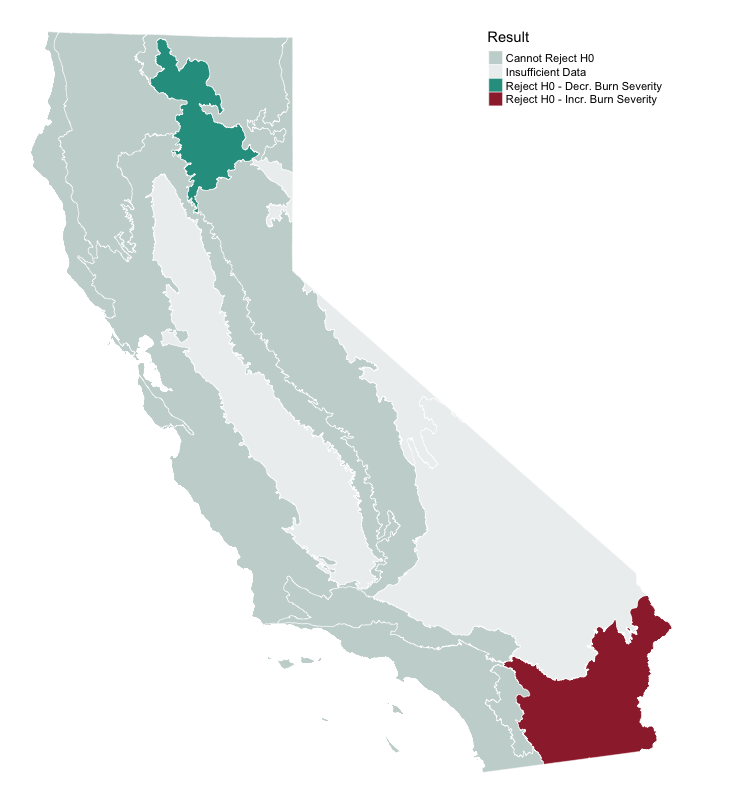 Result
Cannot Reject H0
Insufficient Data
Reject H0 - Decr. Burn Severity
Reject H0 - Incr. Burn Severity